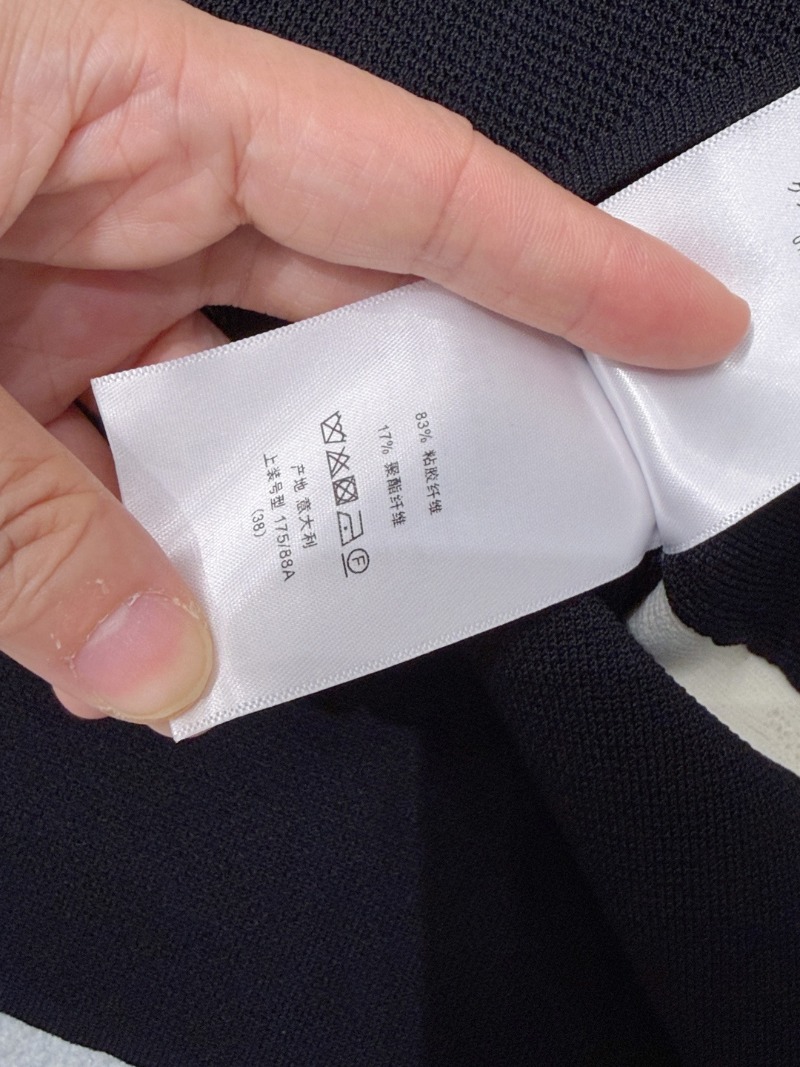 83% 粘胶纤维
17% 聚酯纤维
F
产地 意大利
上装号型 175/88A
(38)